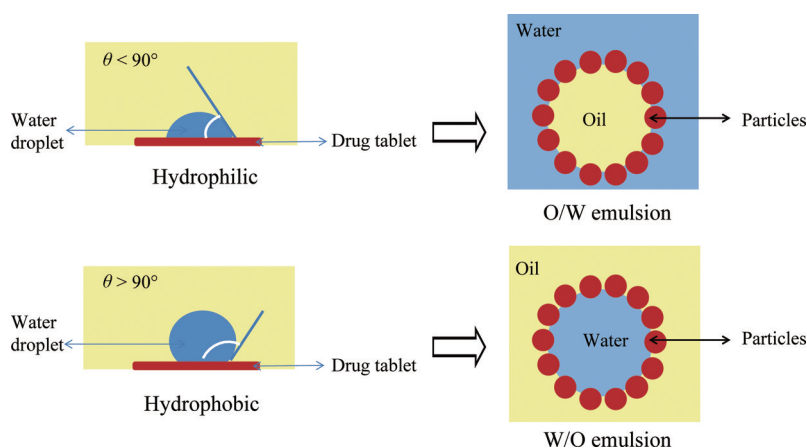 θ < 90°
Water
droplet
Drug tablet
Hydrophilic
Water
Oil
Particles
O/W emulsion
θ > 90°
Water
droplet
Drug tablet
Hydrophobic
Oil
Water
Particles
W/O emulsion